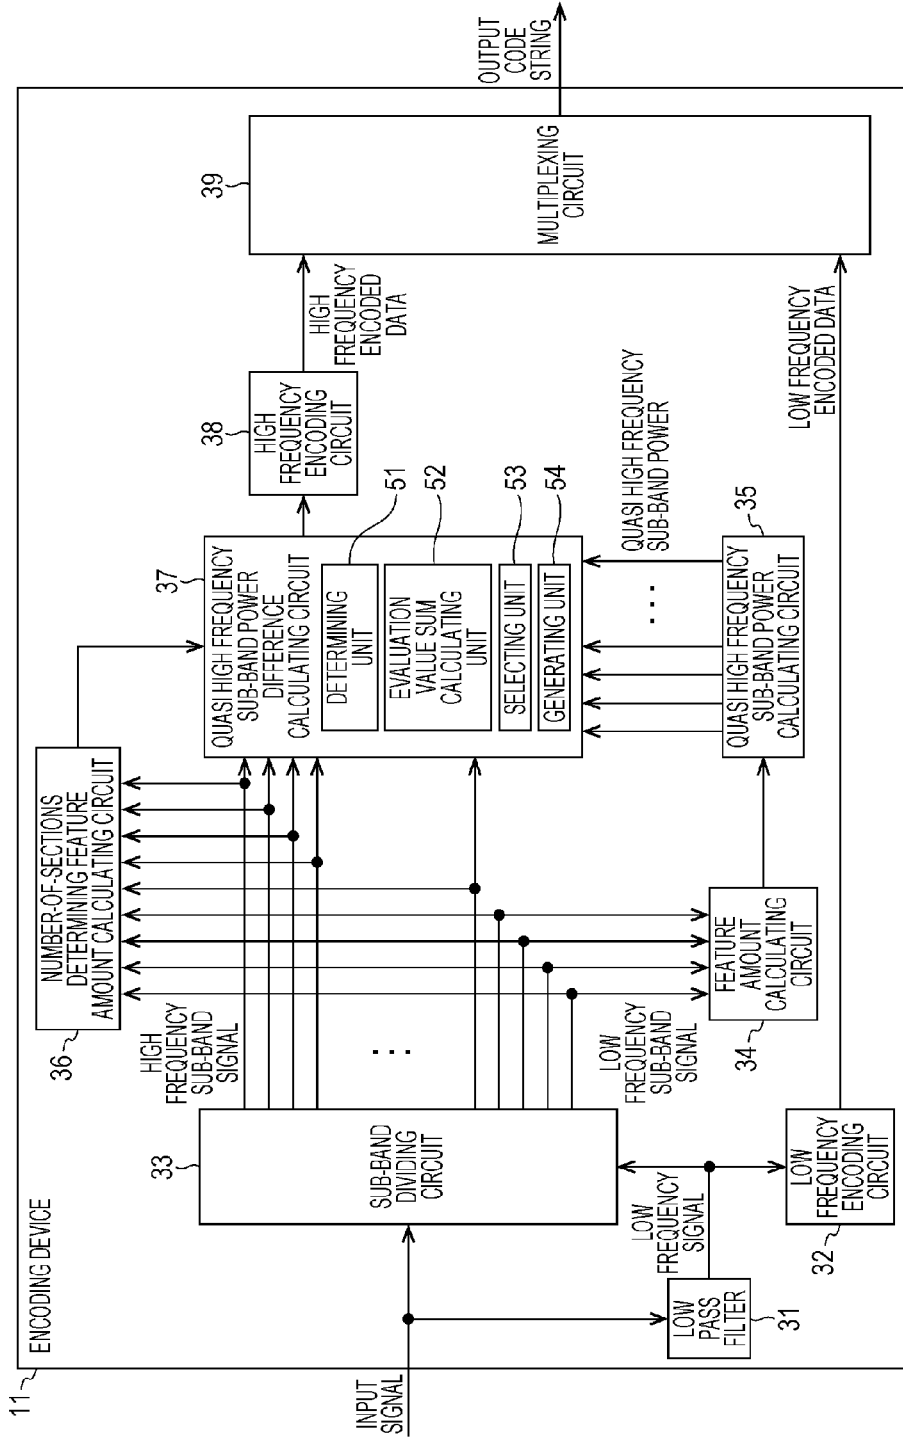 11
ENCODING DEVICE
INPUT
SIGNAL
LOW
PASS
FILTER
31
LOW
FREQUENCY
SIGNAL
LOW
FREQUENCY
ENCODING
CIRCUIT
32
33
SUB-BAND
DIVIDING
CIRCUIT
HIGH
FREQUENCY
SUB-BAND
SIGNAL
...
LOW
FREQUENCY
SUB-BAND
SIGNAL
36
NUMBER-OF-SECTIONS
DETERMINING FEATURE
AMOUNT CALCULATING CIRCUIT
34
FEATURE
AMOUNT
CALCULATING
CIRCUIT
37
QUASI HIGH FREQUENCY
SUB-BAND POWER
DIFFERENCE
CALCULATING CIRCUIT
DETERMINING
UNIT
51
EVALUATION
VALUE SUM
CALCULATING
UNIT
52
SELECTING UNIT
53
GENERATING UNIT
54
QUASI HIGH FREQUENCY
SUB-BAND POWER
...
35
QUASI HIGH FREQUENCY
SUB-BAND POWER
CALCULATING CIRCUIT
38
HIGH
FREQUENCY
ENCODING
CIRCUIT
HIGH
FREQUENCY
ENCODED
DATA
LOW FREQUENCY
ENCODED DATA
39
MULTIPLEXING
CIRCUIT
OUTPUT
CODE
STRING